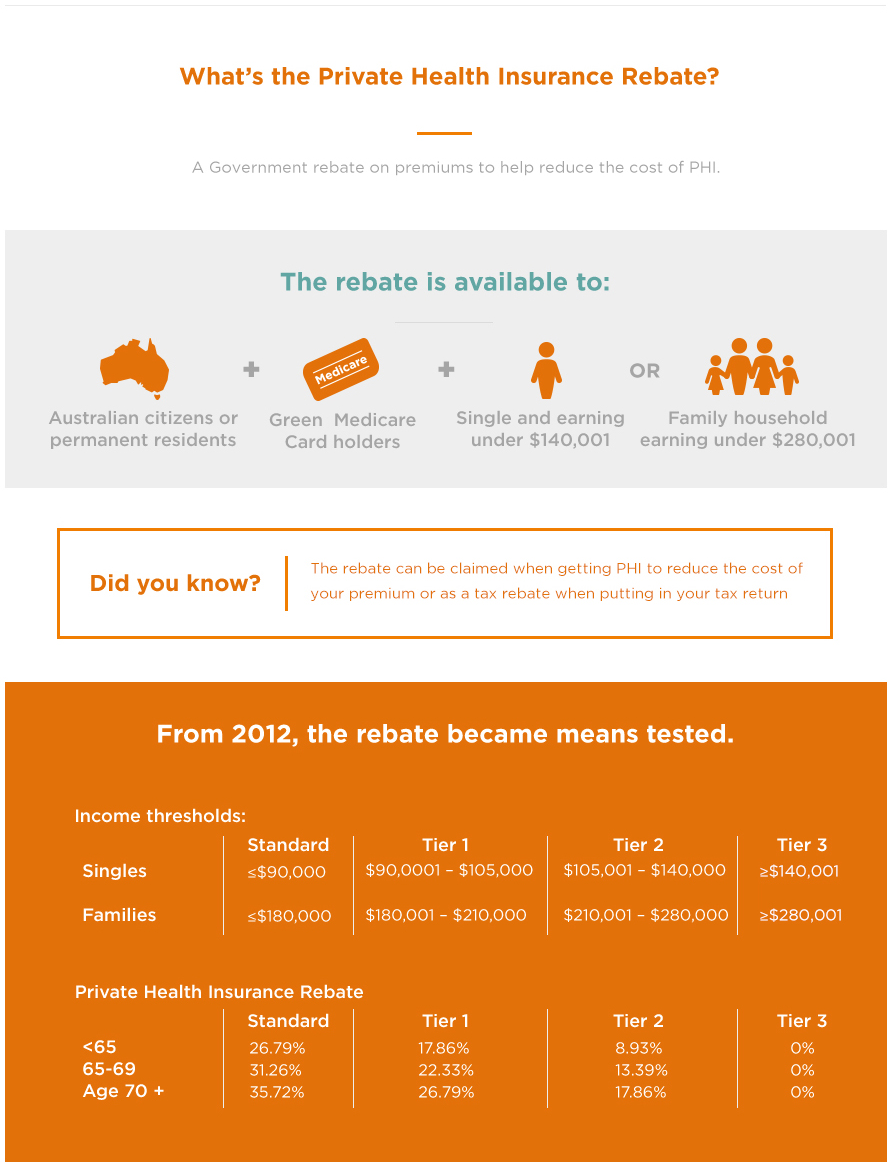 What's the Private Health Insurance Rebate?
A Government rebate on premiums to help reduce the cost of PHI.
The rebate is available to:
Medicare
+ + OR
Australian citizens or permanent residents
Green Medicare Card holders
Single and earning under $140,001
Family household earning under $280,001
Did you know?
The rebate can be claimed when getting PHI to reduce the cost of
your premium or as a tax rebate when putting in your tax return
From 2012, the rebate became means tested.
Income thresholds:
Standard Tier 1 Tier 2 Tier 3
Singles ≤$90,000 $90,0001 – $105,000 $105,001 – $140,000 ≥$140,001
Families ≤$180,000 $180,001 – $210,000 $210,001 – $280,000 ≥$280,001
Private Health Insurance Rebate
Standard Tier 1 Tier 2 Tier 3
<65 26.79% 17.86% 8.93% 0%
65-69 31.26% 22.33% 13.39% 0%
Age 70 + 35.72% 26.79% 17.86% 0%